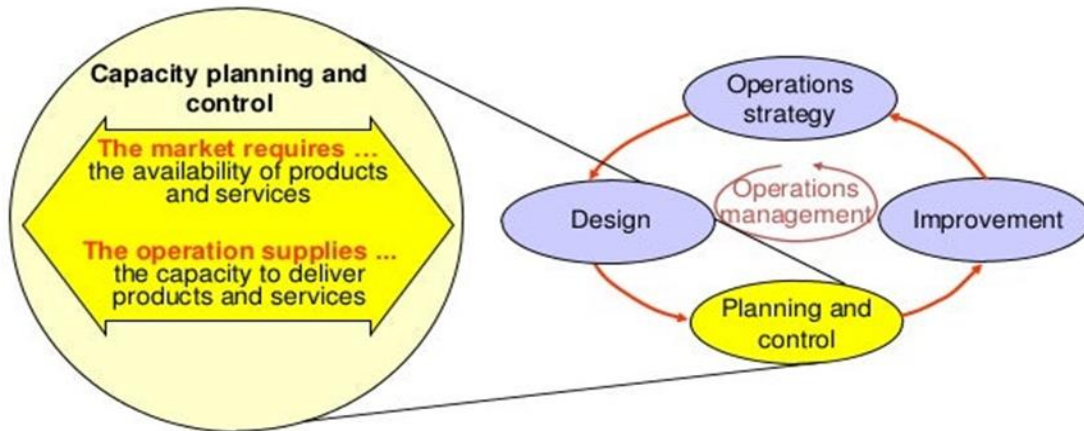 Capacity planning and
control
The market requires ...
the availability of products
and services
The operation supplies ...
the capacity to deliver
products and services
Operations
strategy
Operations
management
Design
Improvement
Planning and
control